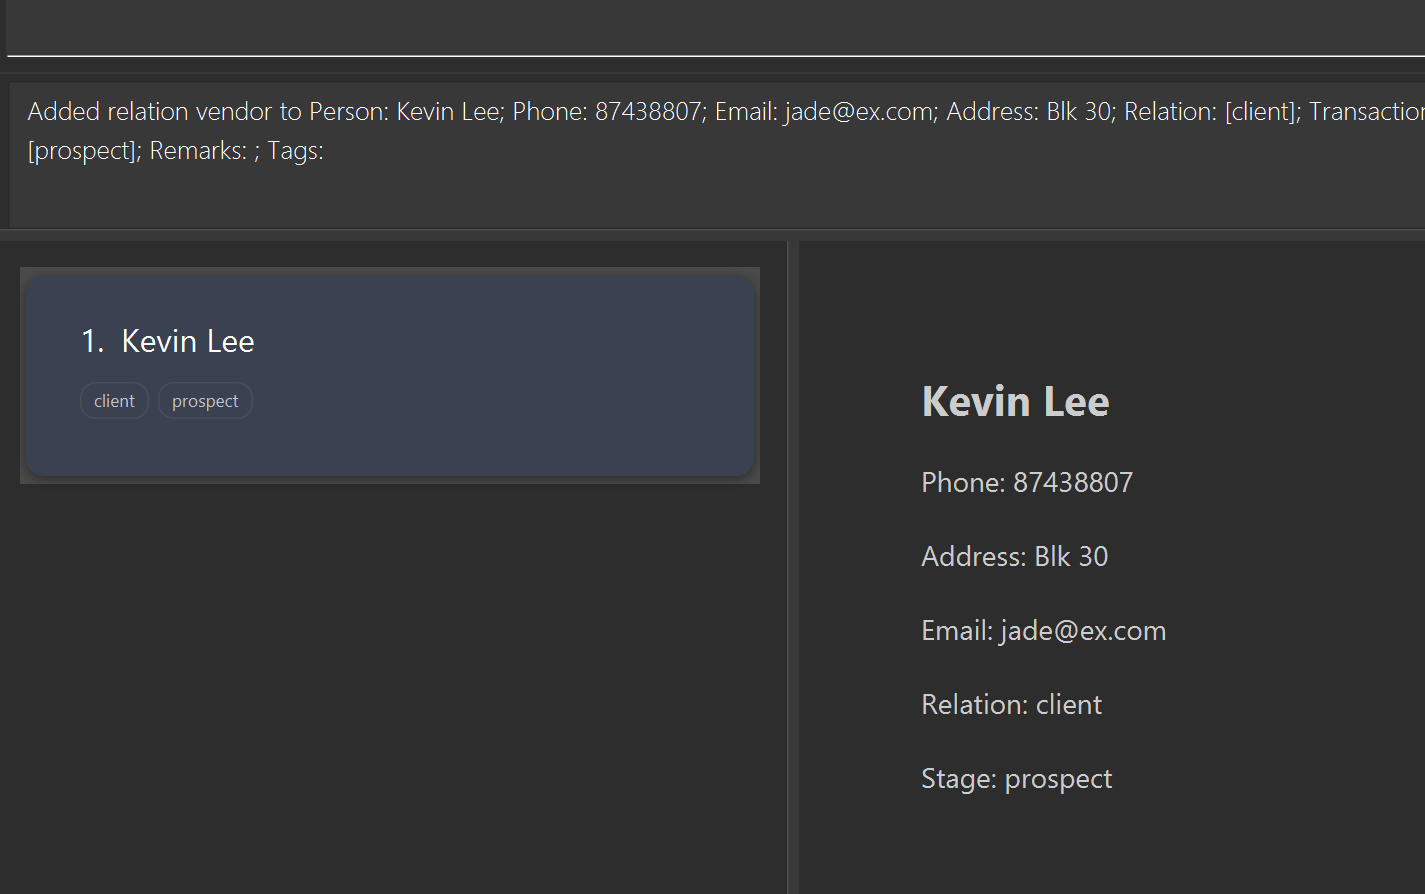 Added relation vendor to Person: Kevin Lee; Phone: 87438807; Email: jade@ex.com; Address: Blk 30; Relation: [client]; Transaction
[prospect]; Remarks: ; Tags:
1. Kevin Lee
client prospect
Kevin Lee
Phone: 87438807
Address: Blk 30
Email: jade@ex.com
Relation: client
Stage: prospect